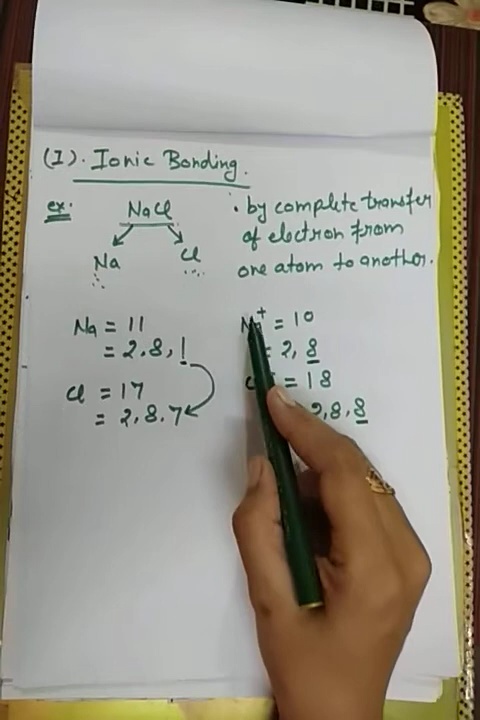 (I). Ionic Bonding.
ex:
NaCl
Na
Cl
. by complete transfer
of electron from
one atom to another.
Na = 11
= 2,8,1
Cl = 17
= 2,8.7
+ = 10
= 2,8
= 18
2,8,8